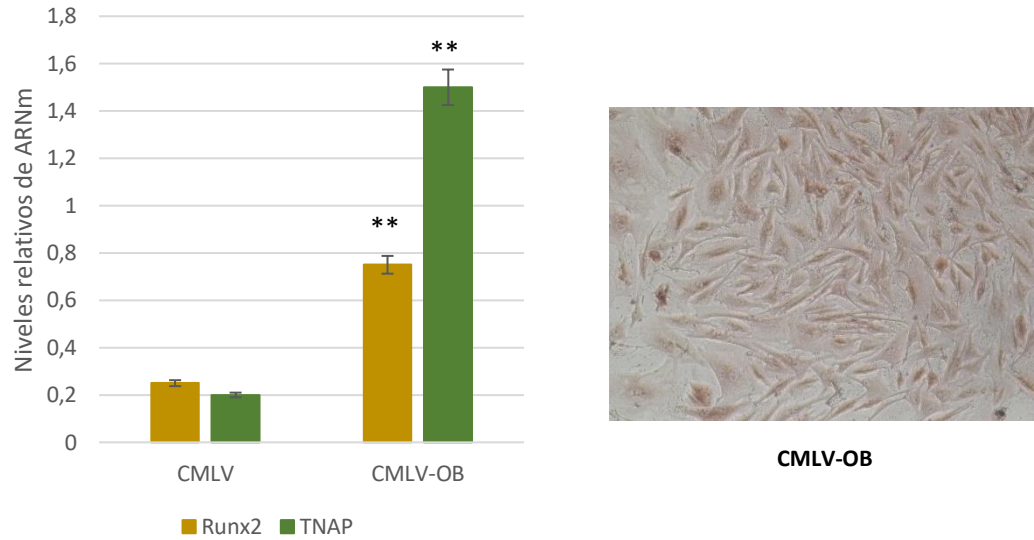 Niveles relativos de ARNm
1,8
1,6
1,4
1,2
1
0,8
0,6
0,4
0,2
0
**
**
CMLV
CMLV-OB
Runx2
TNAP
CMLV-OB